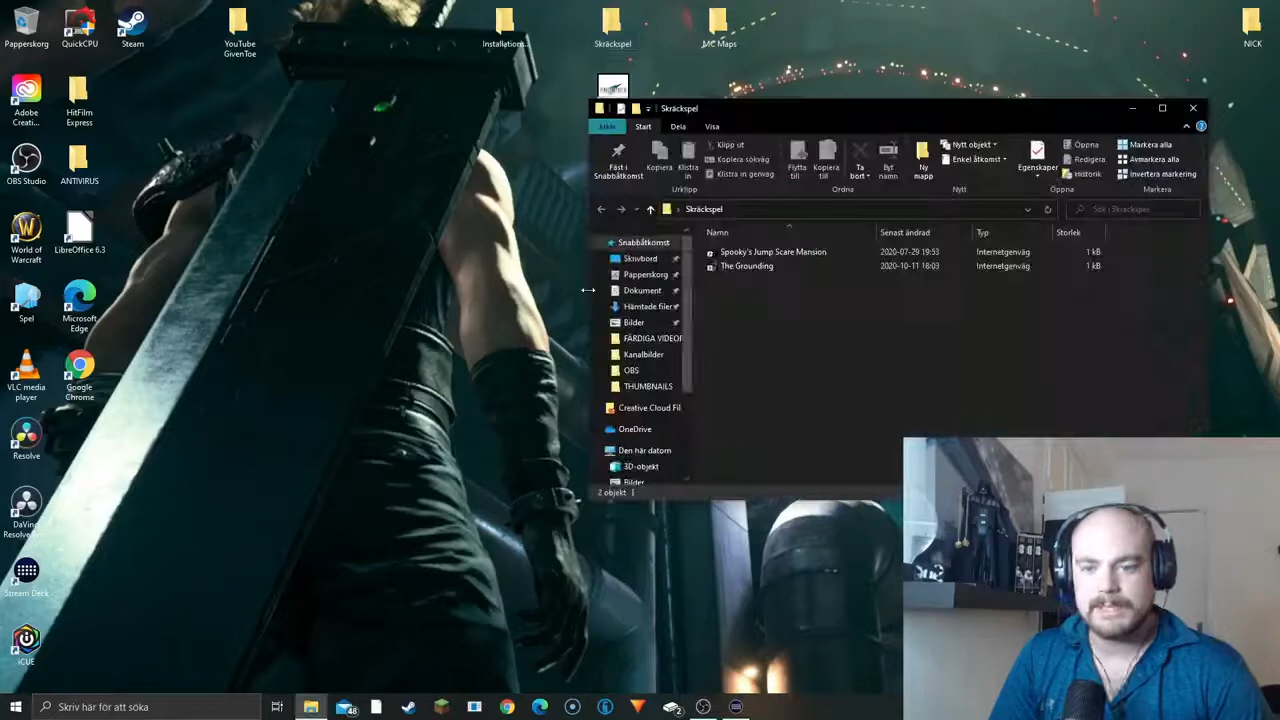 Papperskorg
QuickCPU
Steam
YouTube
GivenToe
Installations...
Skräckspel
MC Maps
NICK
Adobe
Creati...
HitFilm
Express
OBS Studio
ANTIVIRUS
World of
Warcraft
LibreOffice 6.3
Spel
Microsoft
Edge
VLC media
player
Google
Chrome
Resolve
DaVinci
Stream Deck
iCUE
Skräckspel
Arkiv
Start
Dela
Visa
Fäst i
Snabbåtkomst
Kopiera
Klistra
in
Klipp ut
Kopiera sökväg
Klistra in genväg
Urklipp
Flytta
till
Kopiera
till
Ta
bort
Byt
namn
Ordna
Ny
mapp
Nytt objekt
Enkel åtkomst
Nytt
Egenskaper
Öppna
Redigera
Historik
Öppna
Markera alla
Avmarkera alla
Invertera markering
Markera
Skräckspel
Sök i Skräckspel
Namn
Senast ändrad
Typ
Storlek
Spooky's Jump Scare Mansion 2020-07-29 19:53 Internetgenväg 1 kB
The Grounding 2020-10-11 18:03 Internetgenväg 1 kB
Snabbåtkomst
Skrivbord
Papperskorg
Dokument
Hämtade filer
Bilder
FÄRDIGA VIDEOR
Kanalbilder
OBS
THUMBNAILS
Creative Cloud Fil
OneDrive
Den här datorn
3D-objekt
Bilder
2 objekt
Skriv här för att söka
48
2